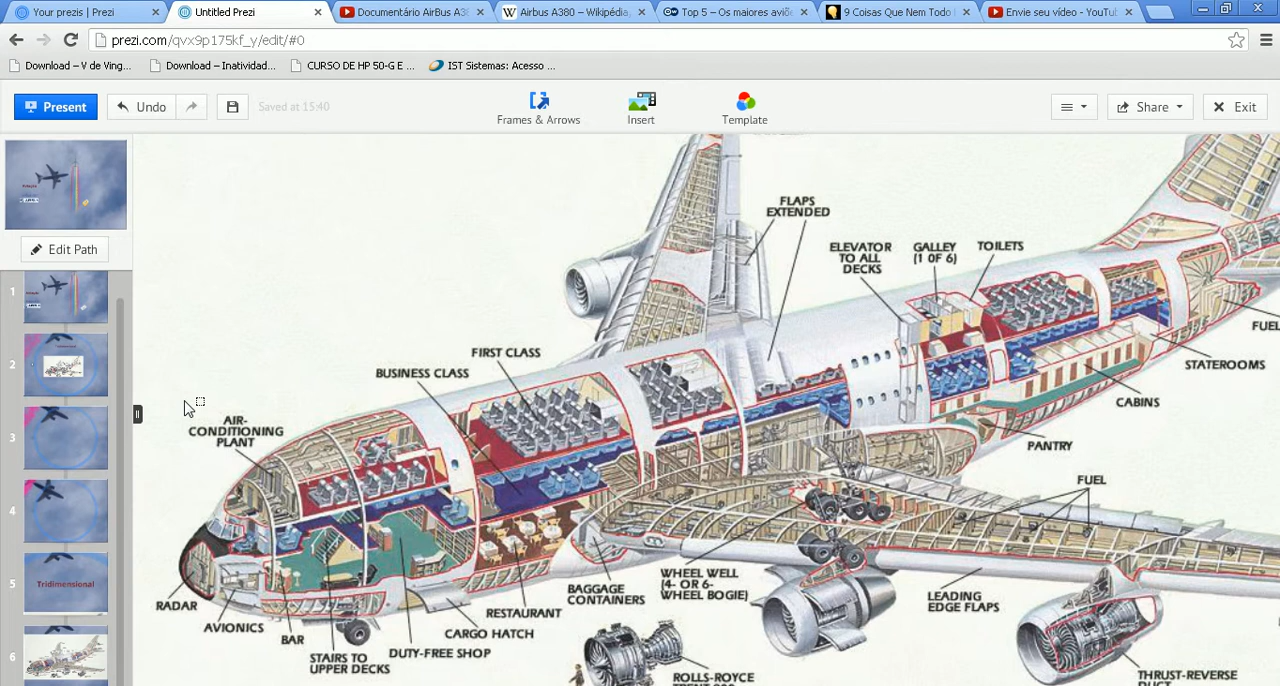 Your prezis | Prezi
Untitled Prezi
Documentário AirBus A38
Airbus A380 – Wikipédia,
Top 5 – Os maiores aviõe
9 Coisas Que Nem Todo
Envie seu vídeo - YouTub
prezi.com/qvx9p175kf_y/edit/#0
Download – V de Ving...
Download – Inatividad...
CURSO DE HP 50-G E ...
IST Sistemas: Acesso ...
Present
Undo
Saved at 15:40
Frames & Arrows
Insert
Template
Share
Exit
Edit Path
1
2
3
4
5
Tridimensional
6
FLAPS
EXTENDED
ELEVATOR
TO ALL
DECKS
GALLEY
(1 OF 6)
TOILETS
FUEL
STATEROOMS
CABINS
PANTRY
FUEL
FIRST CLASS
BUSINESS CLASS
AIR-
CONDITIONING
PLANT
RADAR
AVIONICS
BAR
STAIRS TO
UPPER DECKS
DUTY-FREE SHOP
CARGO HATCH
RESTAURANT
BAGGAGE
CONTAINERS
WHEEL WELL
(4- OR 6-
WHEEL BOGIE)
LEADING
EDGE FLAPS
ROLLS-ROYCE
THRUST-REVERSE